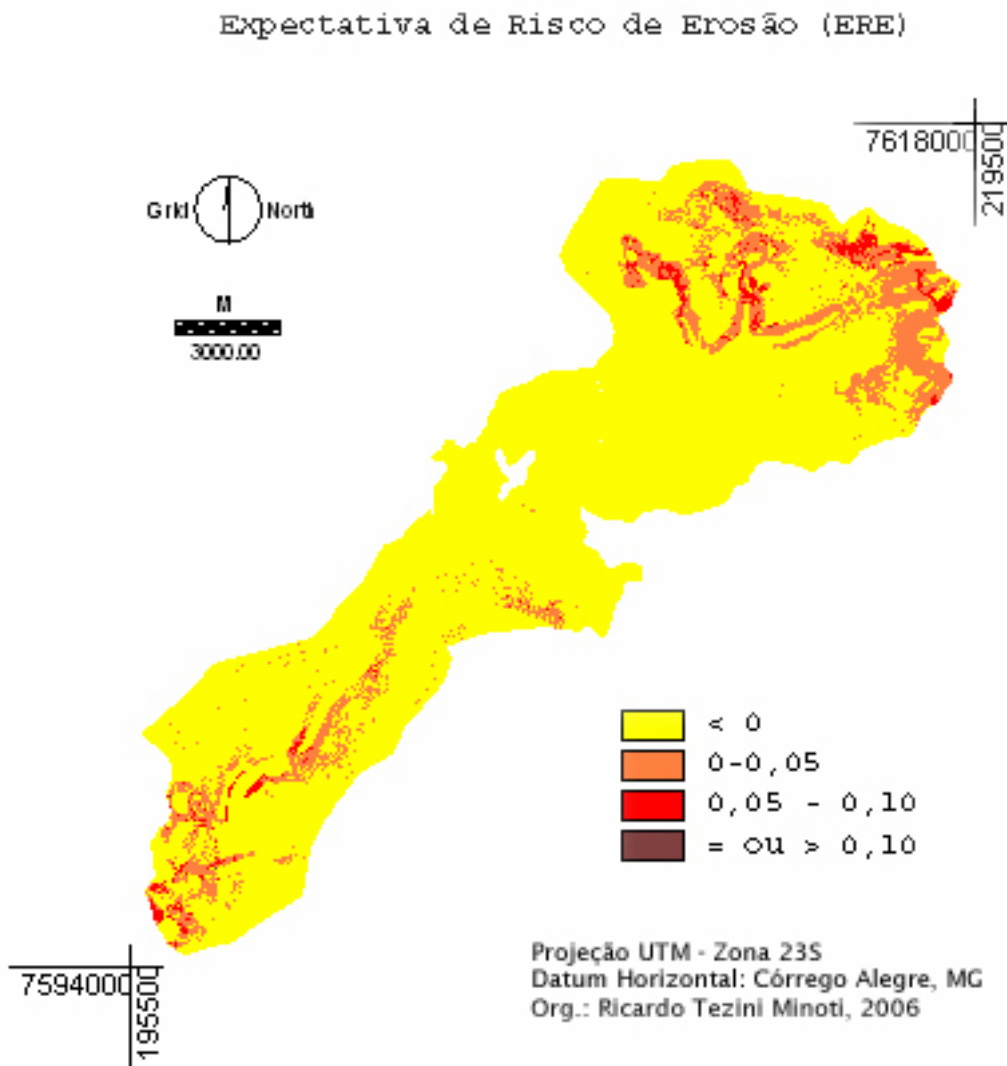 Expectativa de Risco de Erosão (ERE)
7618000
219500
Grid North
M
3000.00
< 0
0-0,05
0,05 - 0,10
= ou > 0,10
Projeção UTM - Zona 23S
Datum Horizontal: Córrego Alegre, MG
Org.: Ricardo Tezini Minoti, 2006
7594000
195500